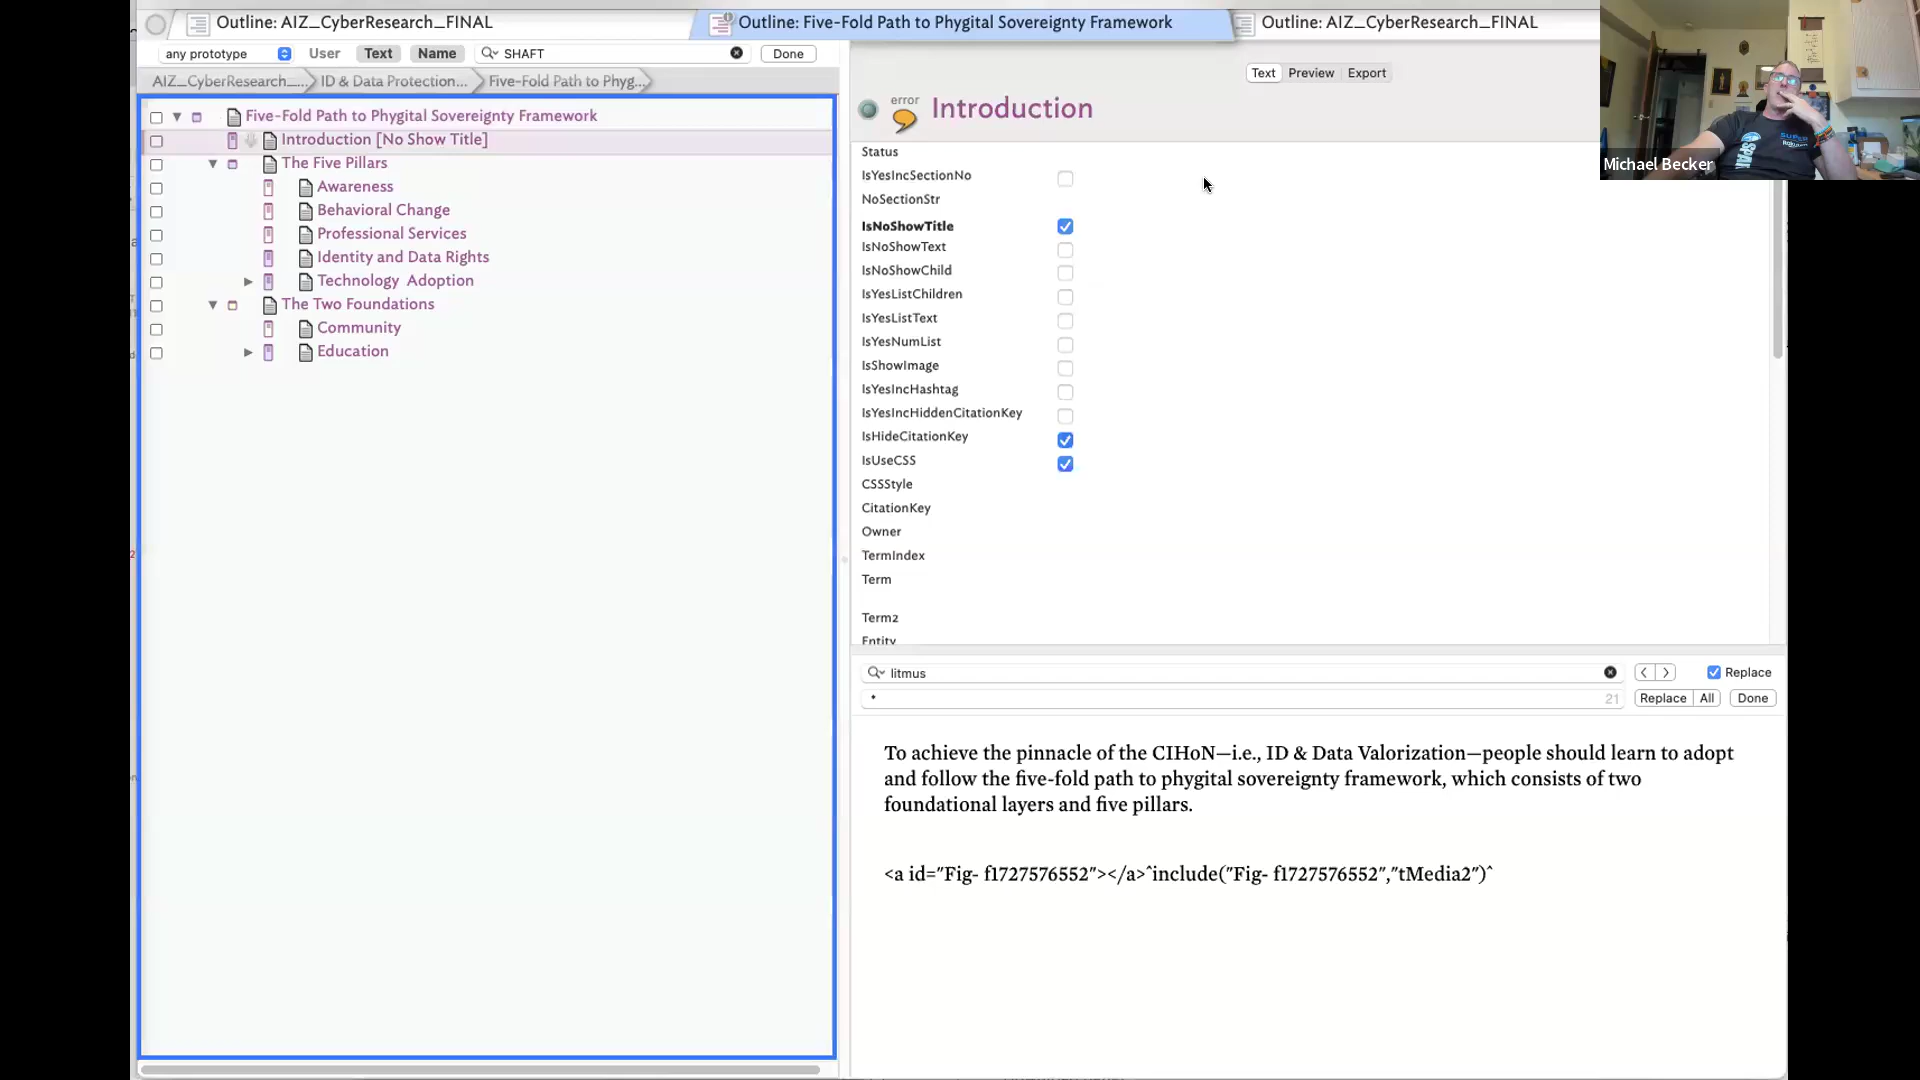 Outline: AIZ_CyberResearch_FINAL
Outline: Five-Fold Path to Phygital Sovereignty Framework
Outline: AIZ_CyberResearch_FINAL
any prototype User Text Name SHAFT Done
AIZ_CyberResearch_... ID & Data Protection... Five-Fold Path to Phyg...
Five-Fold Path to Phygital Sovereignty Framework
Introduction [No Show Title]
The Five Pillars
Awareness
Behavioral Change
Professional Services
Identity and Data Rights
Technology Adoption
The Two Foundations
Community
Education
Text Preview Export
error
Introduction
Status
IsYesIncSectionNo
NoSectionStr
IsNoShowTitle
IsNoShowText
IsNoShowChild
IsYesListChildren
IsYesListText
IsYesNumList
IsShowImage
IsYesIncHashtag
IsYesIncHiddenCitationKey
IsHideCitationKey
IsUseCSS
CSSStyle
CitationKey
Owner
TermIndex
Term
Term2
Entity
litmus Replace
* 21 Replace All Done
To achieve the pinnacle of the CIHoN—i.e., ID & Data Valorization—people should learn to adopt
and follow the five-fold path to phygital sovereignty framework, which consists of two
foundational layers and five pillars.
<a id="Fig- f1727576552"></a>^include("Fig- f1727576552","tMedia2")^
Michael Becker